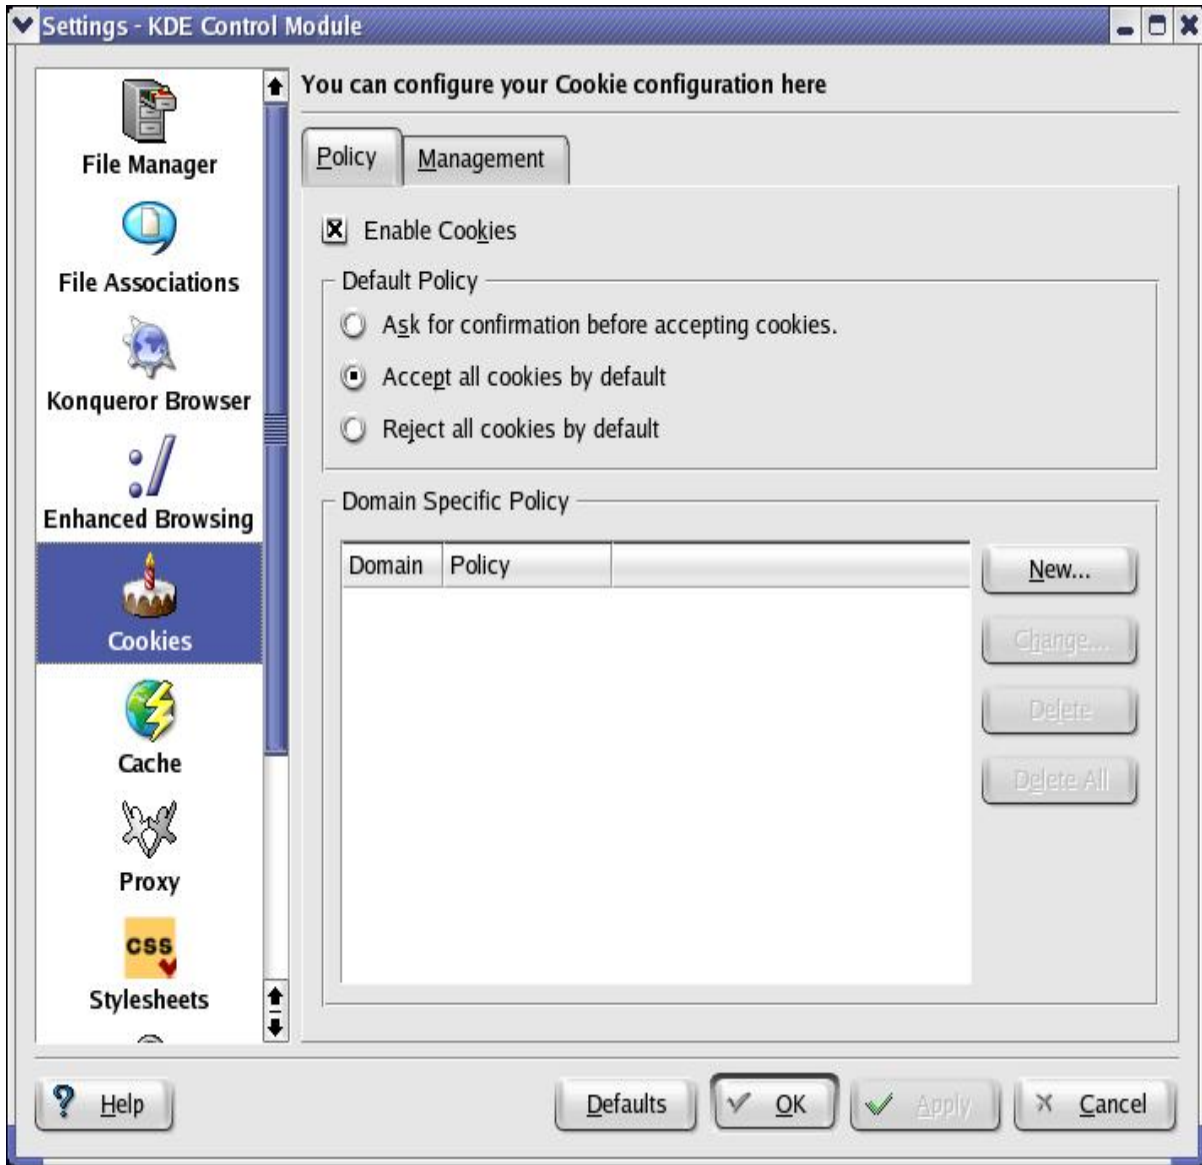 Settings - KDE Control Module
File Manager
File Associations
Konqueror Browser
:/
Enhanced Browsing
Cookies
Cache
Proxy
css
Stylesheets
You can configure your Cookie configuration here
Policy
Management
Enable Cookies
Default Policy
Ask for confirmation before accepting cookies.
Accept all cookies by default
Reject all cookies by default
Domain Specific Policy
Domain Policy
New...
Change...
Delete
Delete All
? Help
Defaults
OK
Apply
Cancel